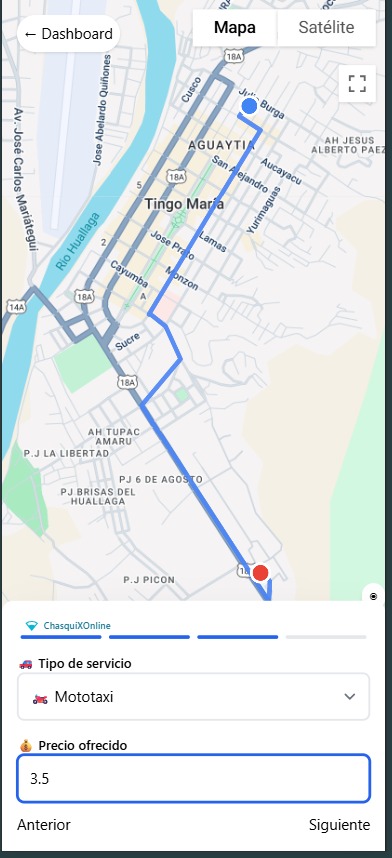 ← Dashboard
Mapa
Satélite
18A
Cusco
Julio Burga
Jose Abelardo Quiñones
Av. José Carlos Mariátegui
AGUAYTIA
AH JESUS
ALBERTO PAEZ
San Alejandro
Aucayacu
18A
5
Tingo María
Yurimaguas
Rio Huallaga
2
Jose Prato
Lamas
Cayumba
Monzon
A
18A
14A
Sucre
18A
AH TUPAC
AMARU
P.J LA LIBERTAD
PJ 6 DE AGOSTO
PJ BRISAS DEL
HUALLAGA
P.J PICON
ChasquiXOnline
Tipo de servicio
Mototaxi
Precio ofrecido
3.5
Anterior
Siguiente